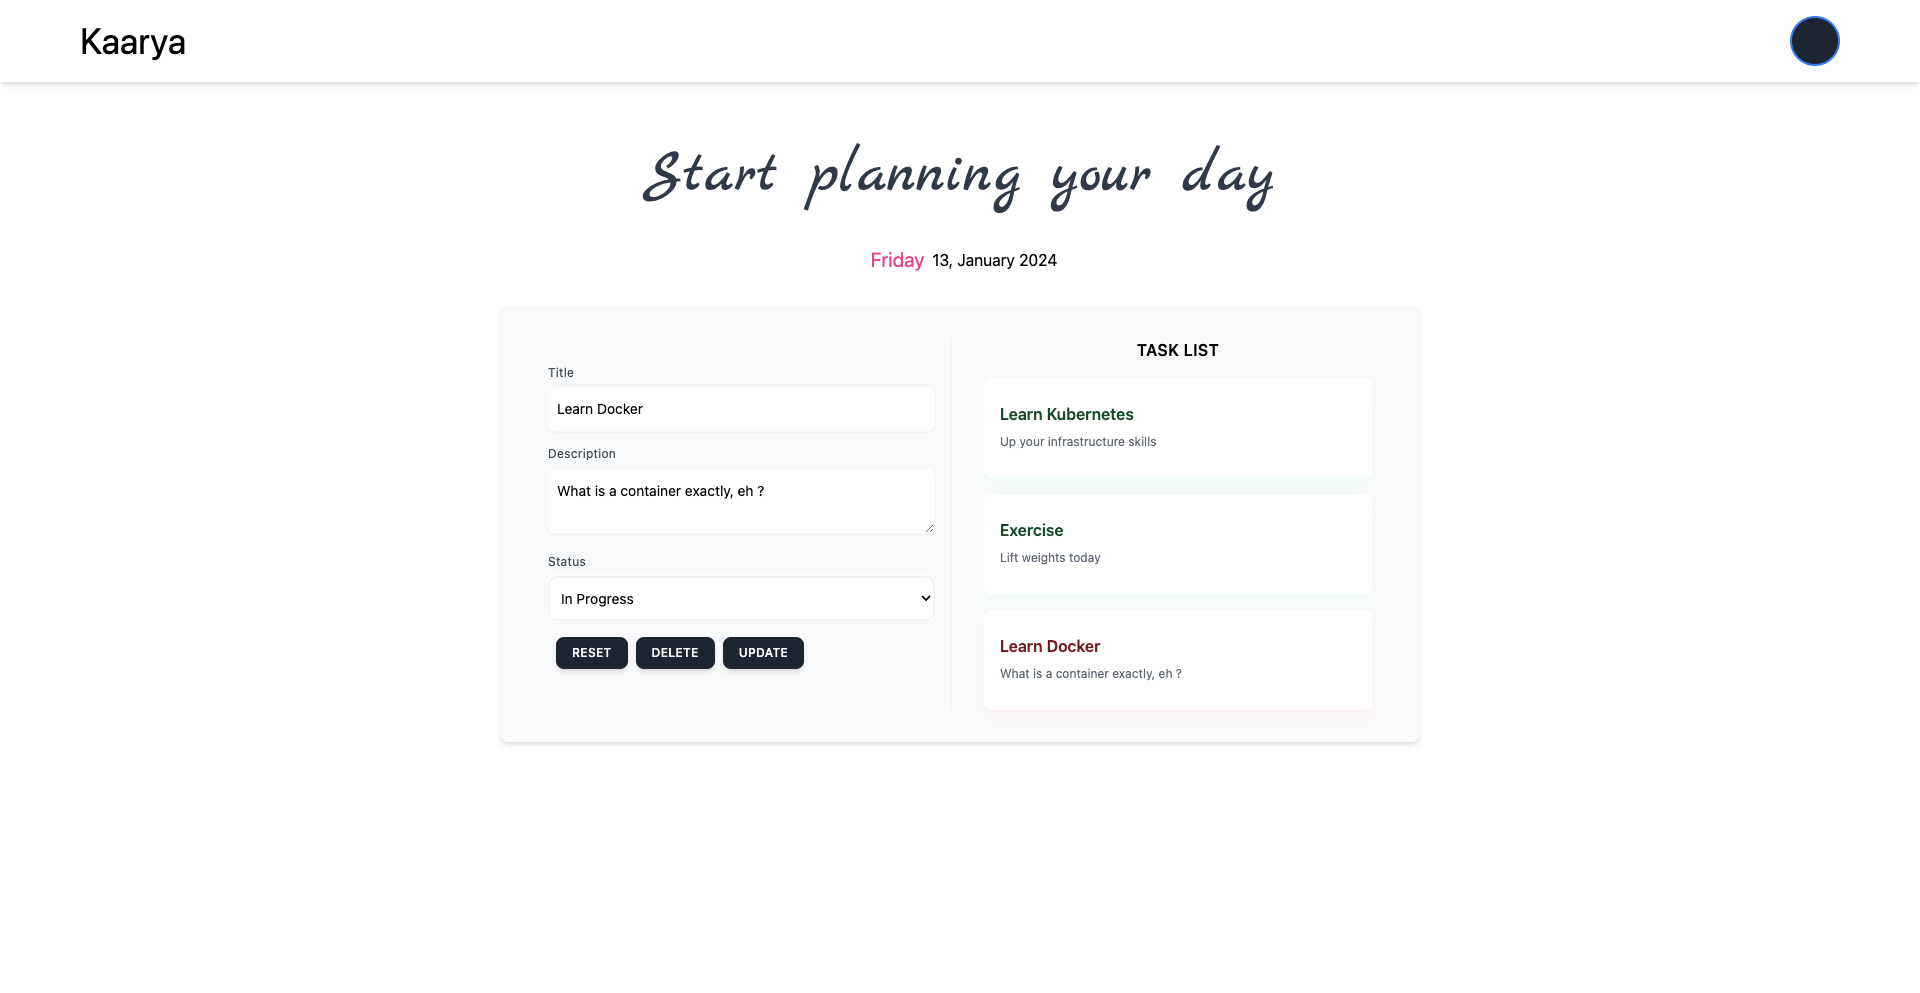 Kaarya
Start planning your day
Friday 13, January 2024
Title
Learn Docker
Description
What is a container exactly, eh ?
Status
In Progress
RESET DELETE UPDATE
TASK LIST
Learn Kubernetes
Up your infrastructure skills
Exercise
Lift weights today
Learn Docker
What is a container exactly, eh ?